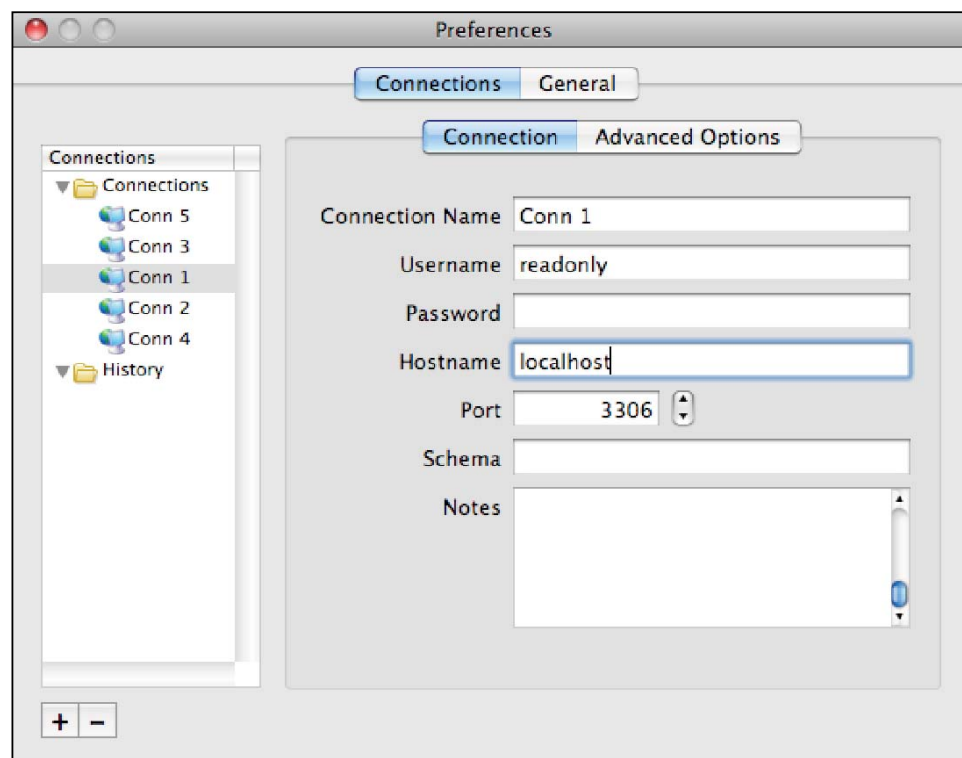 Preferences
Connections General
Connection Advanced Options
Connections
Connections
Conn 5
Conn 3
Conn 1
Conn 2
Conn 4
History
Connection Name Conn 1
Username readonly
Password
Hostname localhost
Port 3306
Schema
Notes
+ −